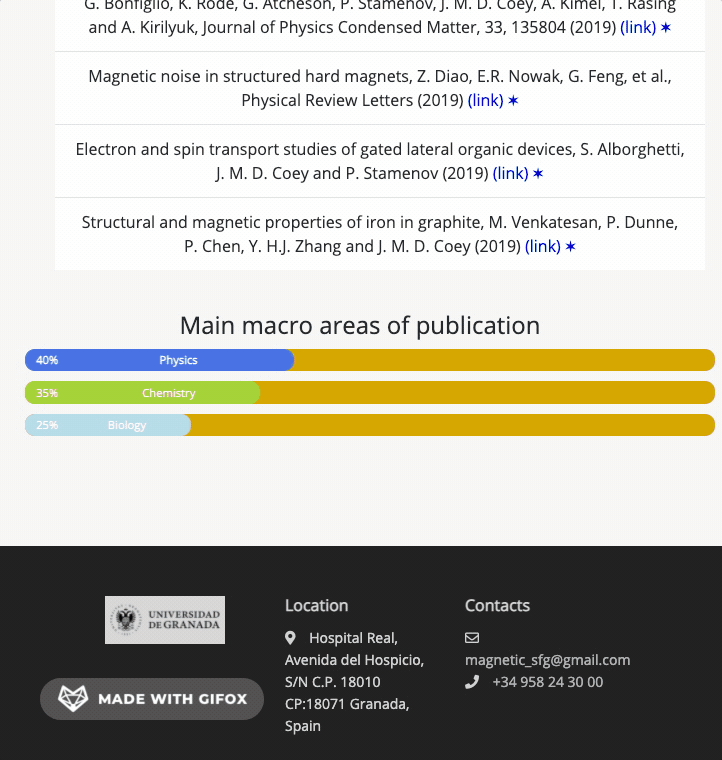 G. Bonfiglio, K. Rode, G. Atcheson, P. Stamenov, J. M. D. Coey, A. Kimel, T. Rasing
and A. Kirilyuk, Journal of Physics Condensed Matter, 33, 135804 (2019) (link) ✶
Magnetic noise in structured hard magnets, Z. Diao, E.R. Nowak, G. Feng, et al.,
Physical Review Letters (2019) (link) ✶
Electron and spin transport studies of gated lateral organic devices, S. Alborghetti,
J. M. D. Coey and P. Stamenov (2019) (link) ✶
Structural and magnetic properties of iron in graphite, M. Venkatesan, P. Dunne,
P. Chen, Y. H.J. Zhang and J. M. D. Coey (2019) (link) ✶
Main macro areas of publication
40% Physics
35% Chemistry
25% Biology
UNIVERSIDAD
DE GRANADA
MADE WITH GIFOX
Location
Hospital Real,
Avenida del Hospicio,
S/N C.P. 18010
CP:18071 Granada,
Spain
Contacts
magnetic_sfg@gmail.com
+34 958 24 30 00